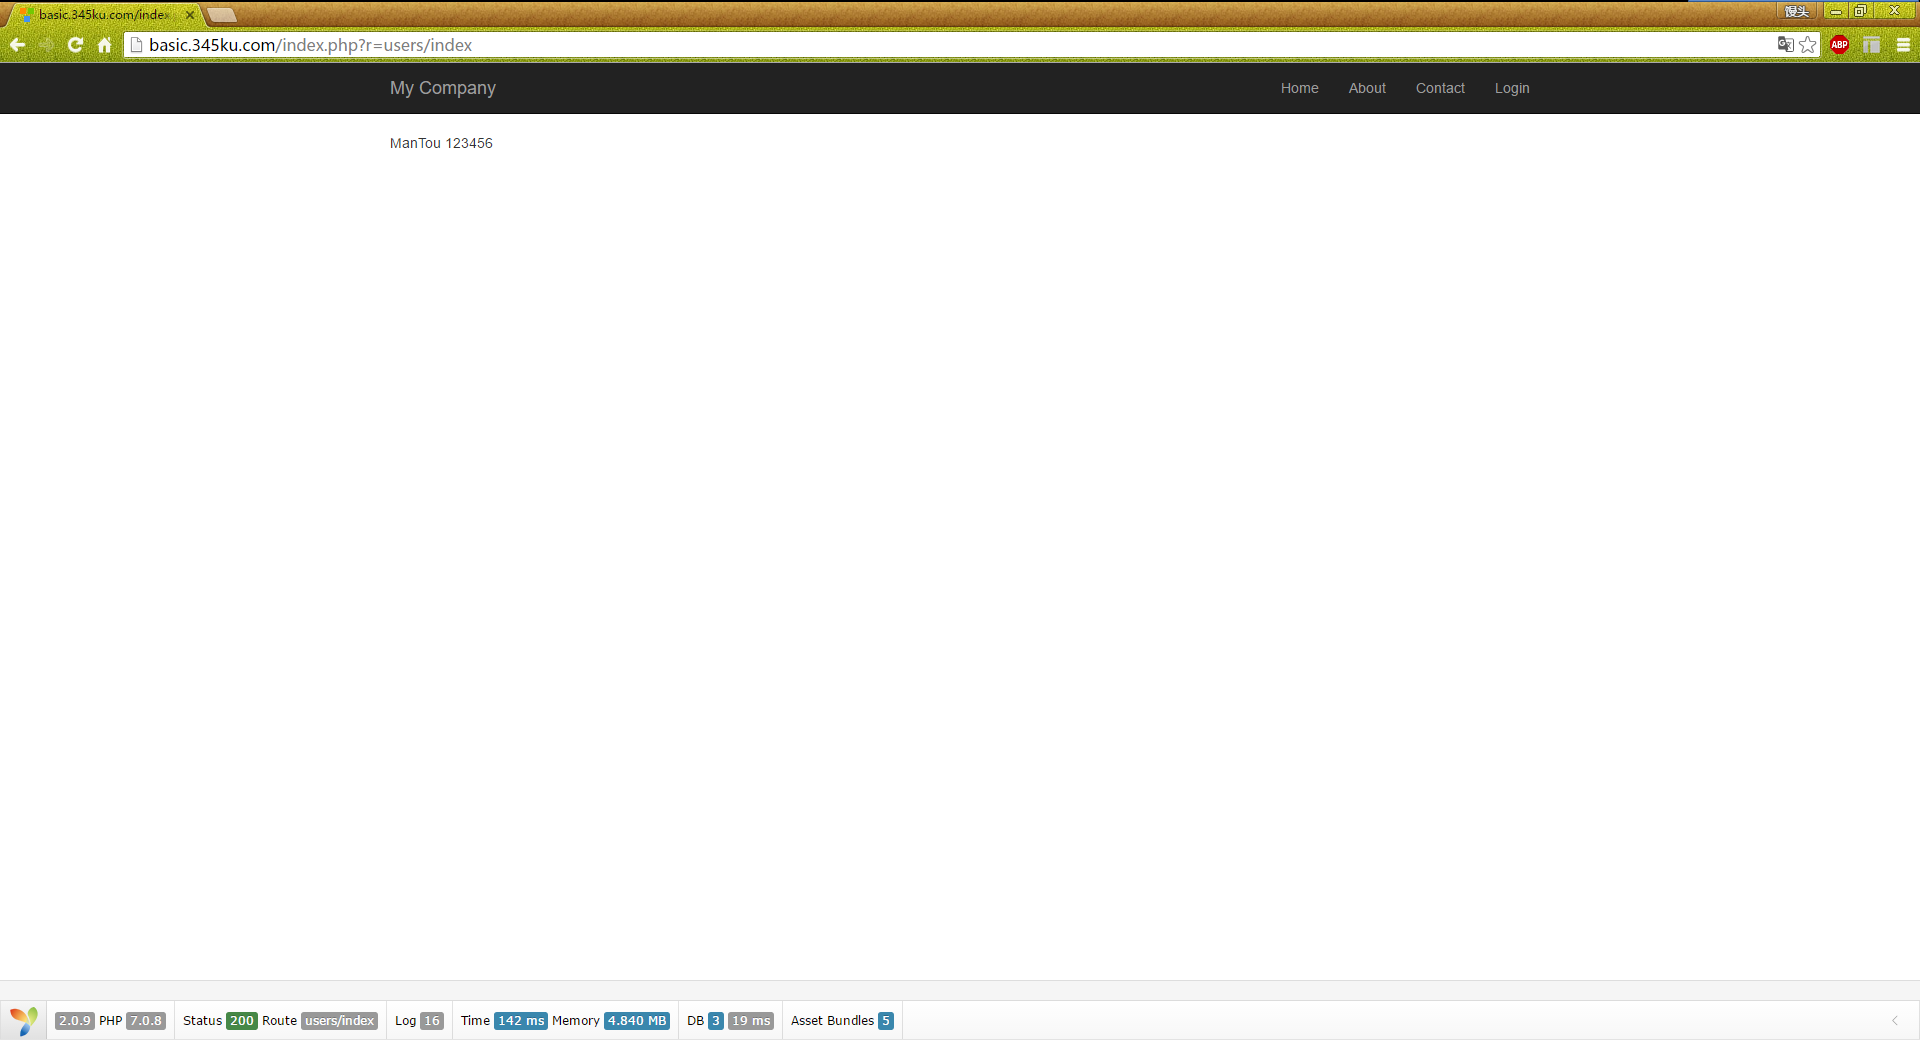 basic.345ku.com/index
馒头
basic.345ku.com/index.php?r=users/index
ABP
My Company
Home About Contact Login
ManTou 123456
2.0.9 PHP 7.0.8 Status 200 Route users/index Log 16 Time 142 ms Memory 4.840 MB DB 3 19 ms Asset Bundles 5